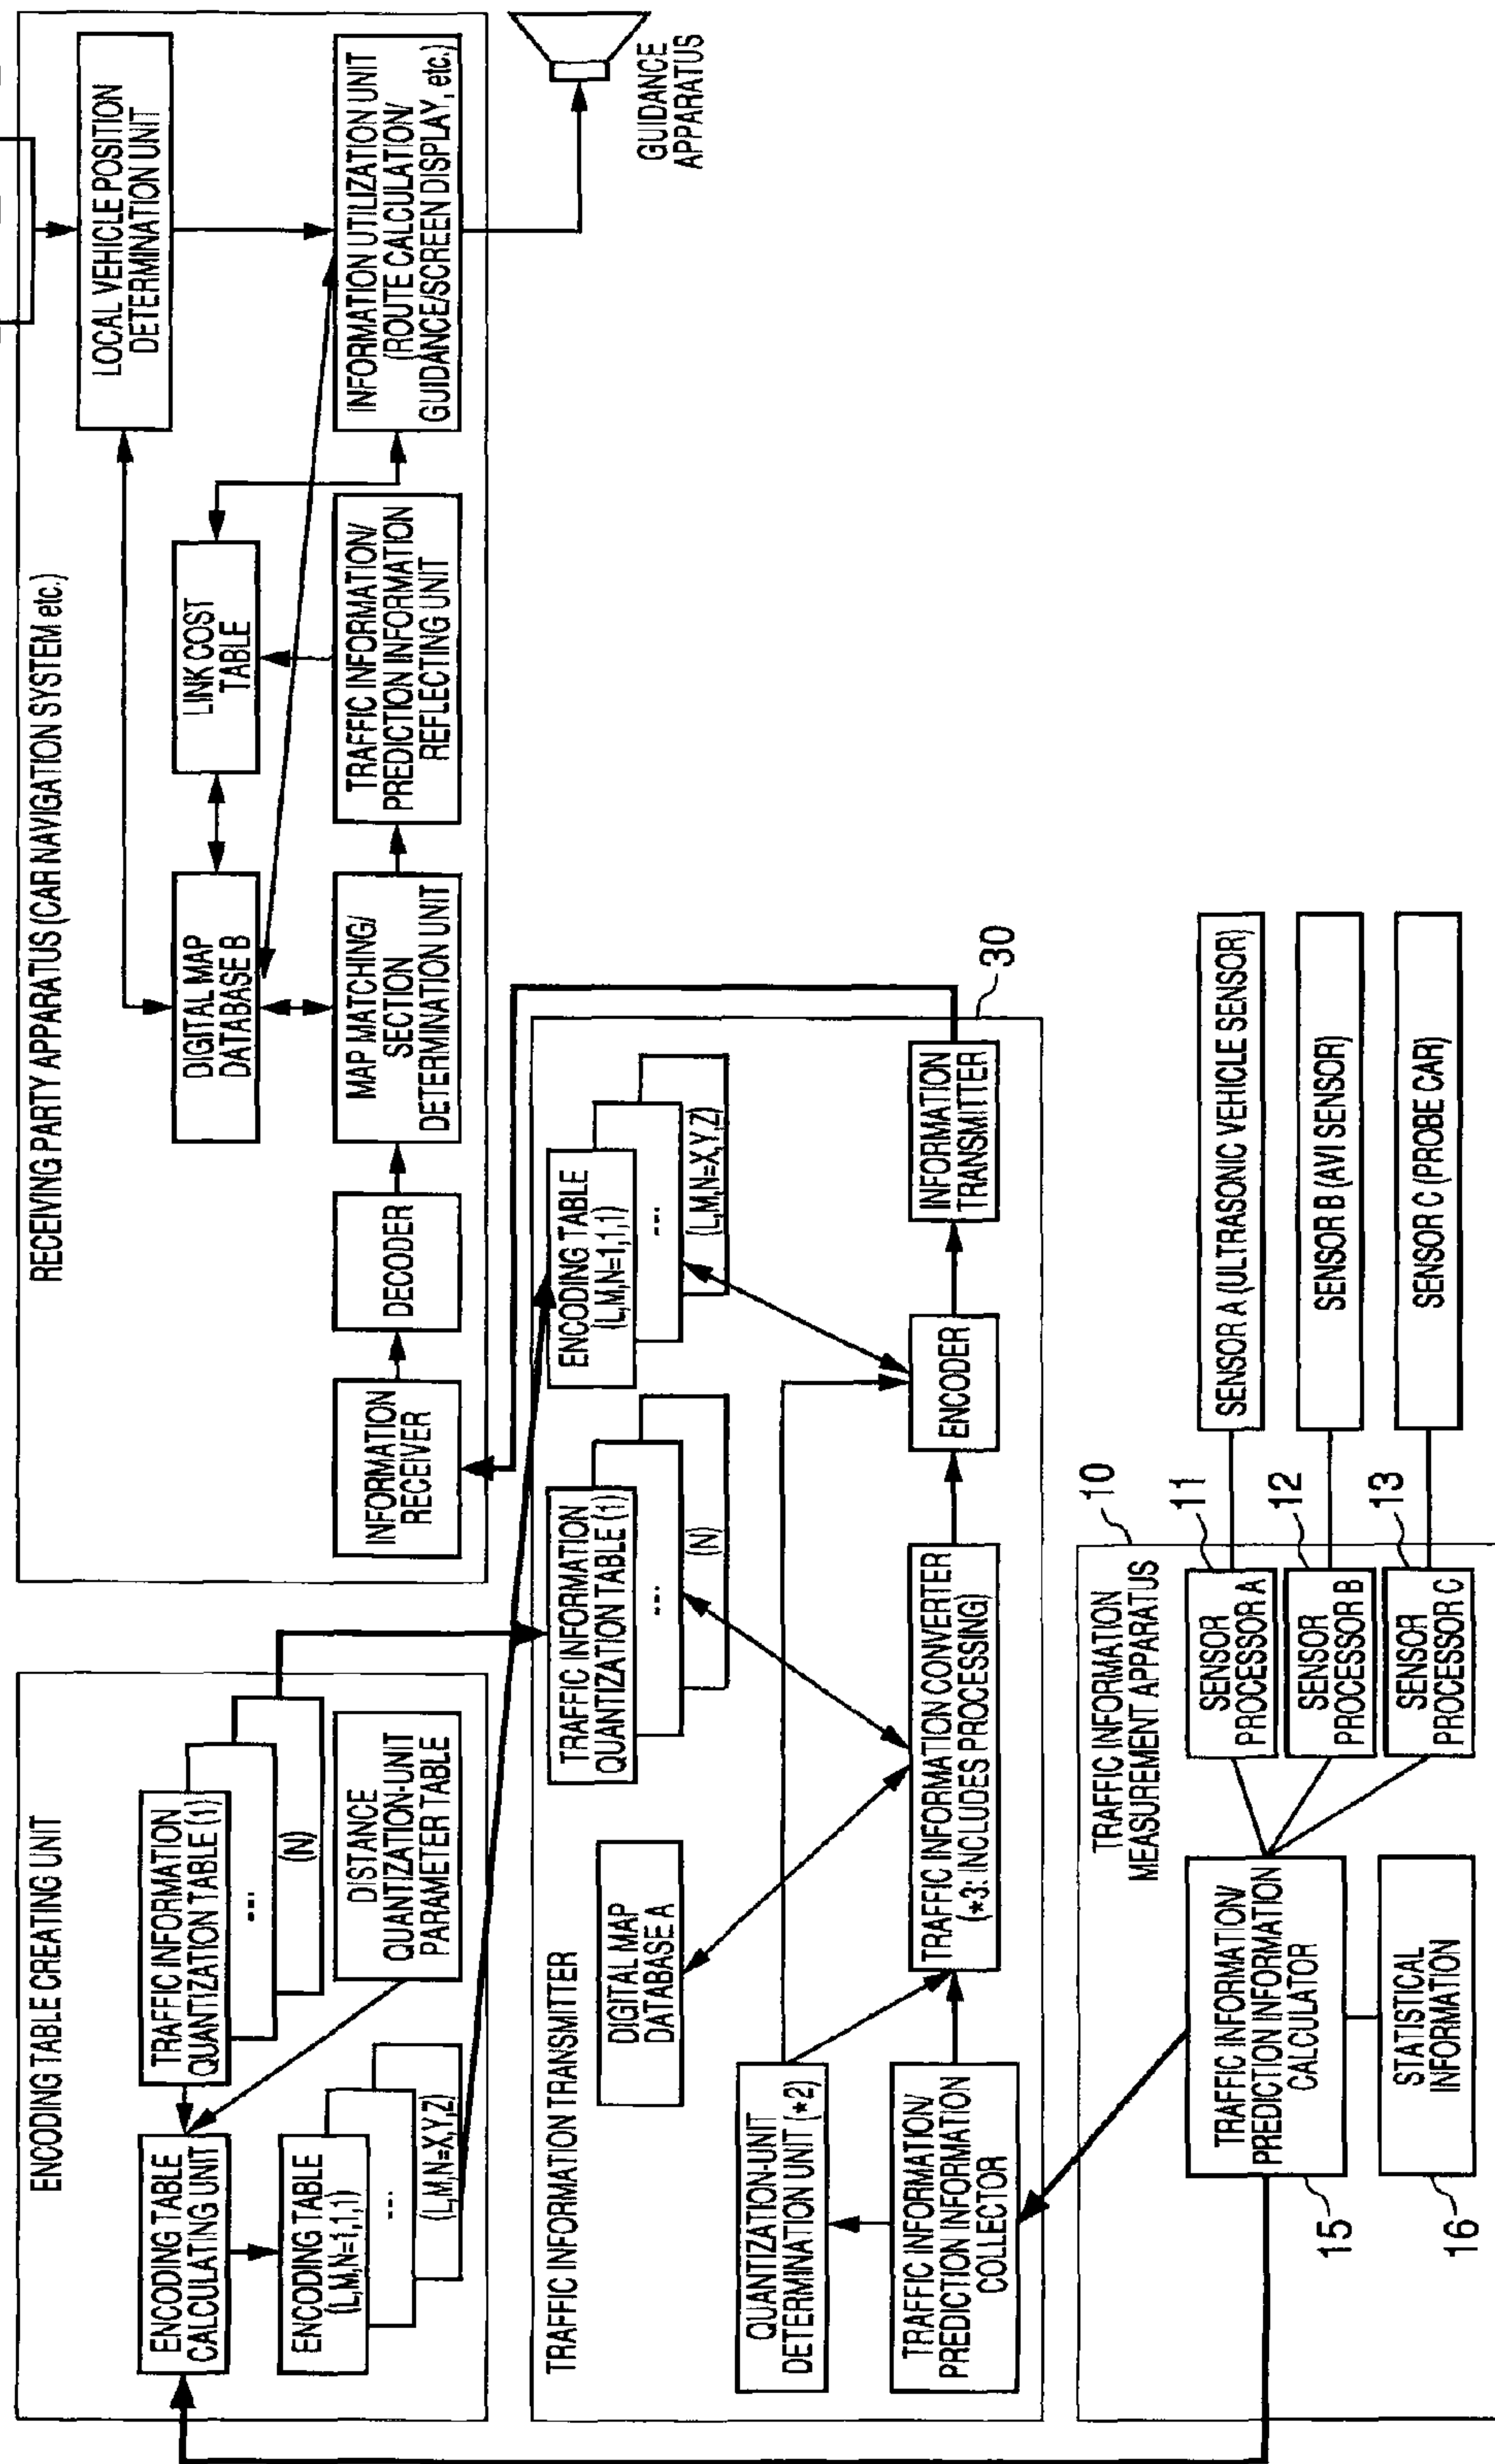 ENCODING TABLE CREATING UNIT
ENCODING TABLE
CALCULATING UNIT
TRAFFIC INFORMATION
QUANTIZATION TABLE (1)
...
(N)
DISTANCE
QUANTIZATION-UNIT
PARAMETER TABLE
ENCODING TABLE
(L,M,N=1,1,1)
...
(L,M,N=X,Y,Z)
RECEIVING PARTY APPARATUS (CAR NAVIGATION SYSTEM etc.)
LOCAL VEHICLE POSITION
DETERMINATION UNIT
DIGITAL MAP
DATABASE B
LINK COST
TABLE
INFORMATION
RECEIVER
DECODER
MAP MATCHING/
SECTION
DETERMINATION UNIT
TRAFFIC INFORMATION/
PREDICTION INFORMATION
REFLECTING UNIT
INFORMATION UTILIZATION UNIT
(ROUTE CALCULATION/
GUIDANCE/SCREEN DISPLAY, etc.)
GUIDANCE
APPARATUS
TRAFFIC INFORMATION TRANSMITTER
30
TRAFFIC INFORMATION
QUANTIZATION TABLE (1)
...
(N)
ENCODING TABLE
(L,M,N=1,1,1)
...
(L,M,N=X,Y,Z)
DIGITAL MAP
DATABASE A
QUANTIZATION-UNIT
DETERMINATION UNIT (*2)
TRAFFIC INFORMATION/
PREDICTION INFORMATION
COLLECTOR
TRAFFIC INFORMATION CONVERTER
(*3: INCLUDES PROCESSING)
ENCODER
INFORMATION
TRANSMITTER
TRAFFIC INFORMATION
MEASUREMENT APPARATUS
10
TRAFFIC INFORMATION/
PREDICTION INFORMATION
CALCULATOR
15
STATISTICAL
INFORMATION
16
SENSOR
PROCESSOR A
11
SENSOR A (ULTRASONIC VEHICLE SENSOR)
SENSOR
PROCESSOR B
12
SENSOR B (AVI SENSOR)
SENSOR
PROCESSOR C
13
SENSOR C (PROBE CAR)